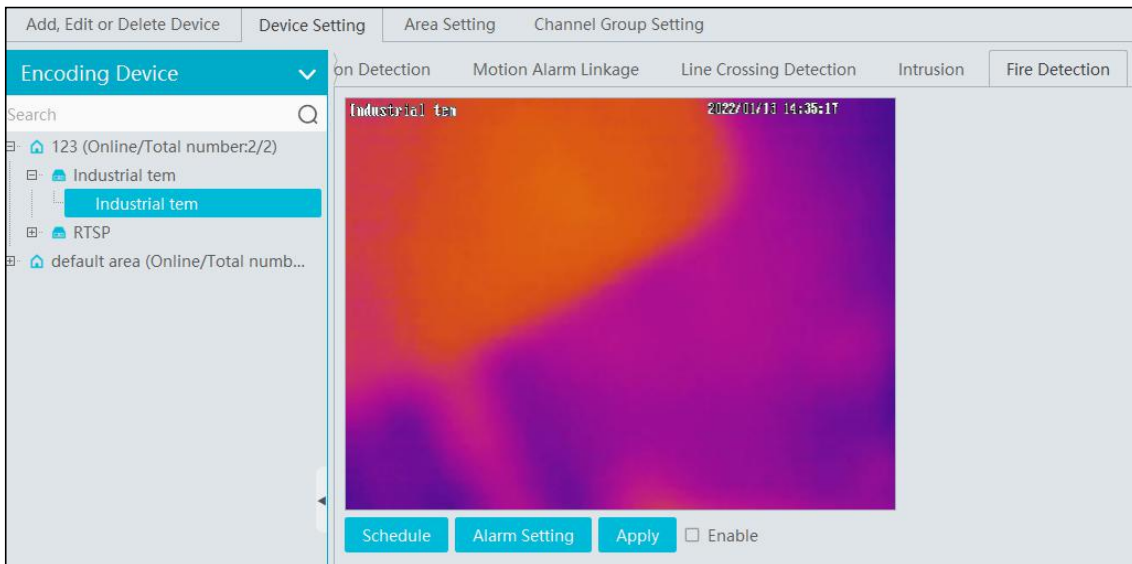 Add, Edit or Delete Device Device Setting Area Setting Channel Group Setting
Encoding Device
on Detection Motion Alarm Linkage Line Crossing Detection Intrusion Fire Detection
Search
Industrial tem 2022/01/13 14:35:17
123 (Online/Total number:2/2)
Industrial tem
Industrial tem
RTSP
default area (Online/Total numb...
Schedule Alarm Setting Apply Enable